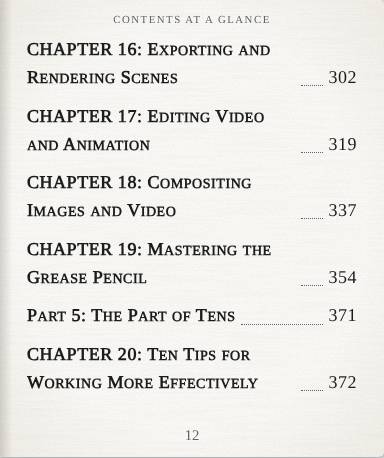 CONTENTS AT A GLANCE
CHAPTER 16: EXPORTING AND
RENDERING SCENES 302
CHAPTER 17: EDITING VIDEO
AND ANIMATION 319
CHAPTER 18: COMPOSITING
IMAGES AND VIDEO 337
CHAPTER 19: MASTERING THE
GREASE PENCIL 354
PART 5: THE PART OF TENS 371
CHAPTER 20: TEN TIPS FOR
WORKING MORE EFFECTIVELY 372
12